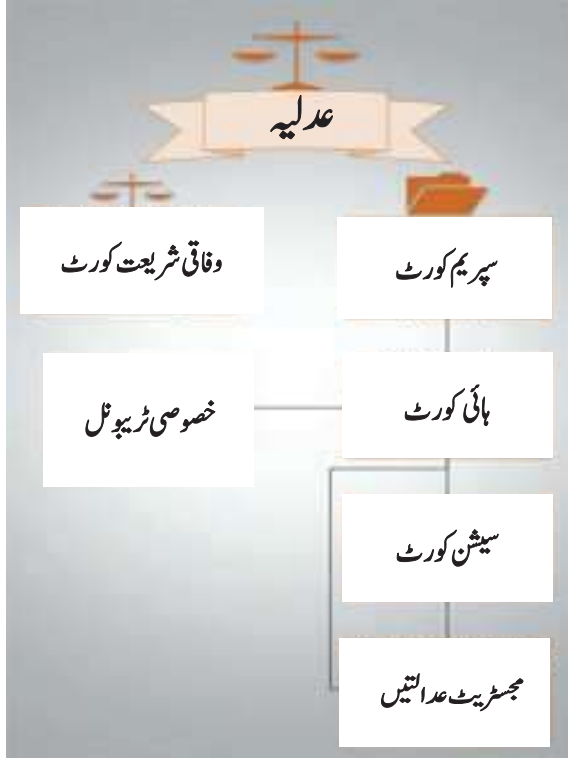 عدلیہ
سپریم کورٹ
وفاقی شریعت کورٹ
ہائی کورٹ
خصوصی ٹریبونل
سیشن کورٹ
مجسٹریٹ عدالتیں